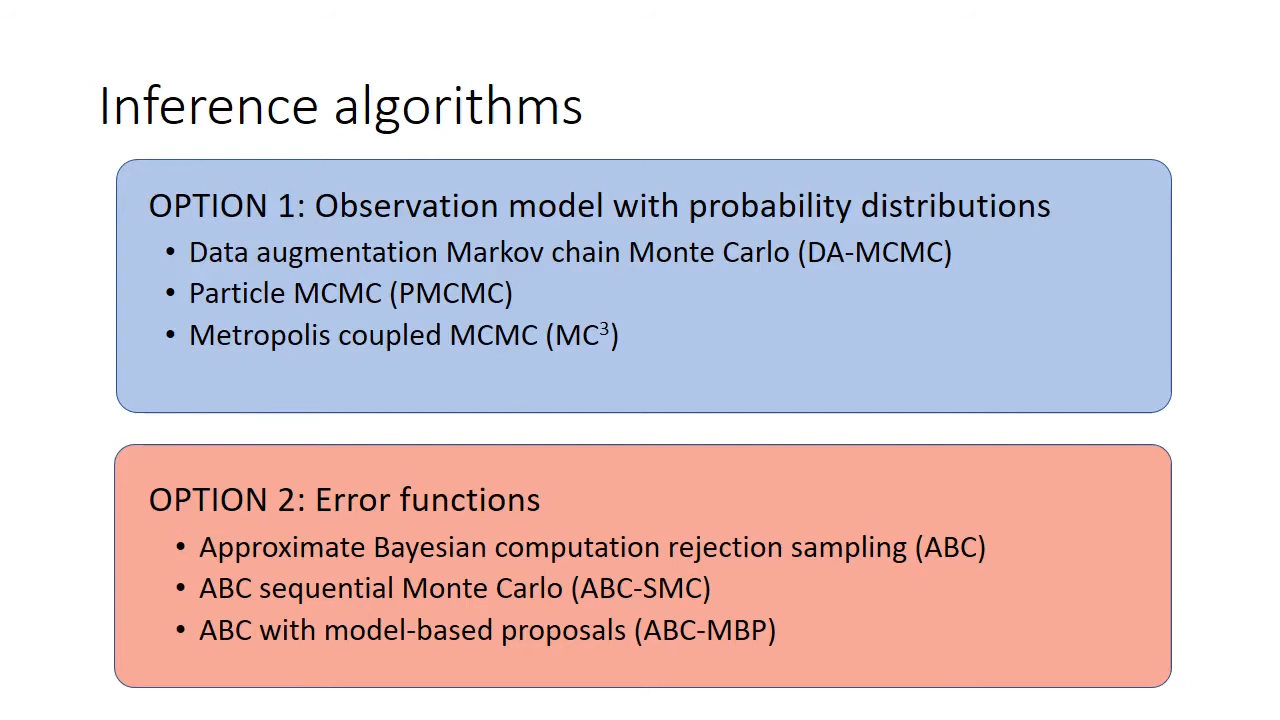 Inference algorithms
OPTION 1: Observation model with probability distributions
• Data augmentation Markov chain Monte Carlo (DA-MCMC)
• Particle MCMC (PMCMC)
• Metropolis coupled MCMC (MC³)
OPTION 2: Error functions
• Approximate Bayesian computation rejection sampling (ABC)
• ABC sequential Monte Carlo (ABC-SMC)
• ABC with model-based proposals (ABC-MBP)